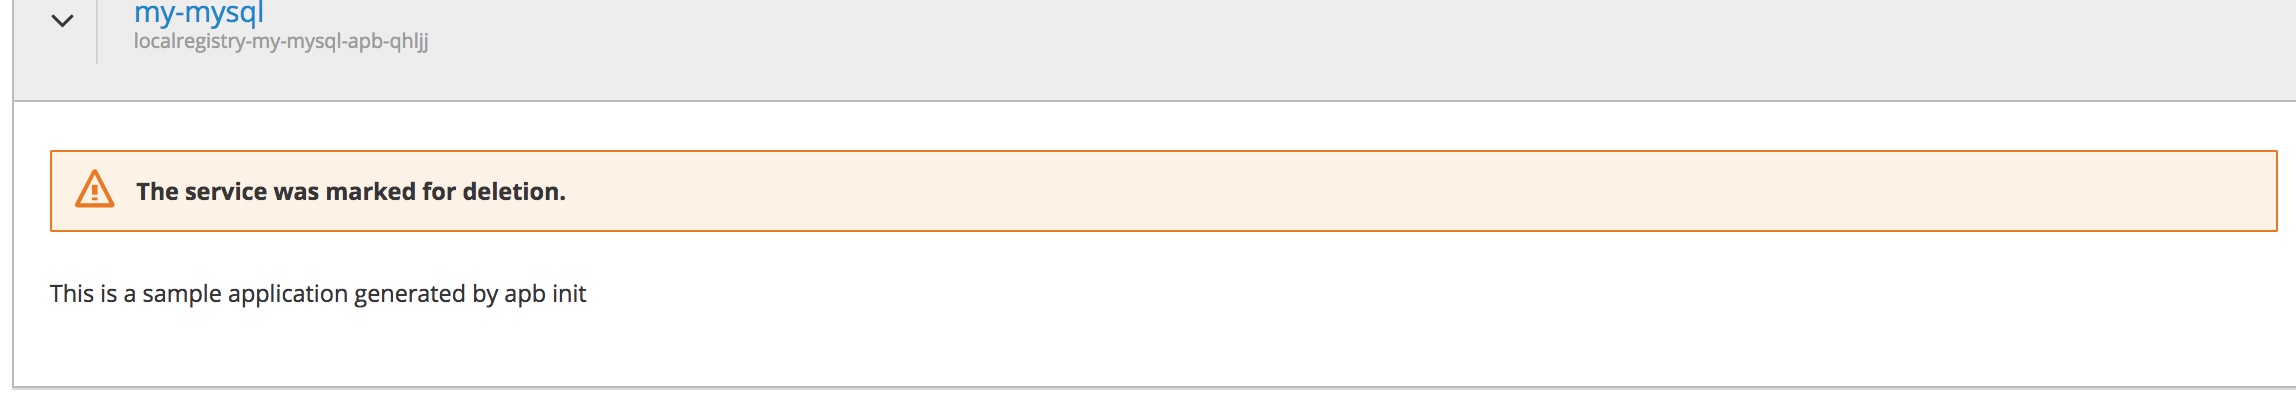 my-mysql
localregistry-my-mysql-apb-qhljj
The service was marked for deletion.
This is a sample application generated by apb init